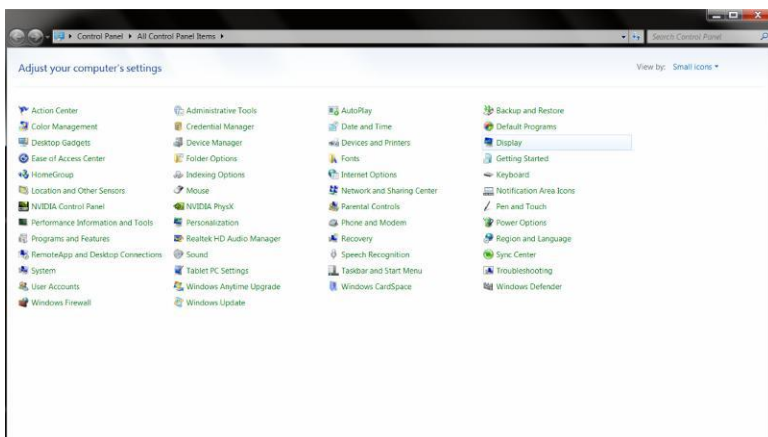 Control Panel ▸ All Control Panel Items ▸ Search Control Panel
Adjust your computer's settings View by: Small icons
Action Center Administrative Tools AutoPlay Backup and Restore
Color Management Credential Manager Date and Time Default Programs
Desktop Gadgets Device Manager Devices and Printers Display
Ease of Access Center Folder Options Fonts Getting Started
HomeGroup Indexing Options Internet Options Keyboard
Location and Other Sensors Mouse Network and Sharing Center Notification Area Icons
NVIDIA Control Panel NVIDIA PhysX Parental Controls Pen and Touch
Performance Information and Tools Personalization Phone and Modem Power Options
Programs and Features Realtek HD Audio Manager Recovery Region and Language
RemoteApp and Desktop Connections Sound Speech Recognition Sync Center
System Tablet PC Settings Taskbar and Start Menu Troubleshooting
User Accounts Windows Anytime Upgrade Windows CardSpace Windows Defender
Windows Firewall Windows Update